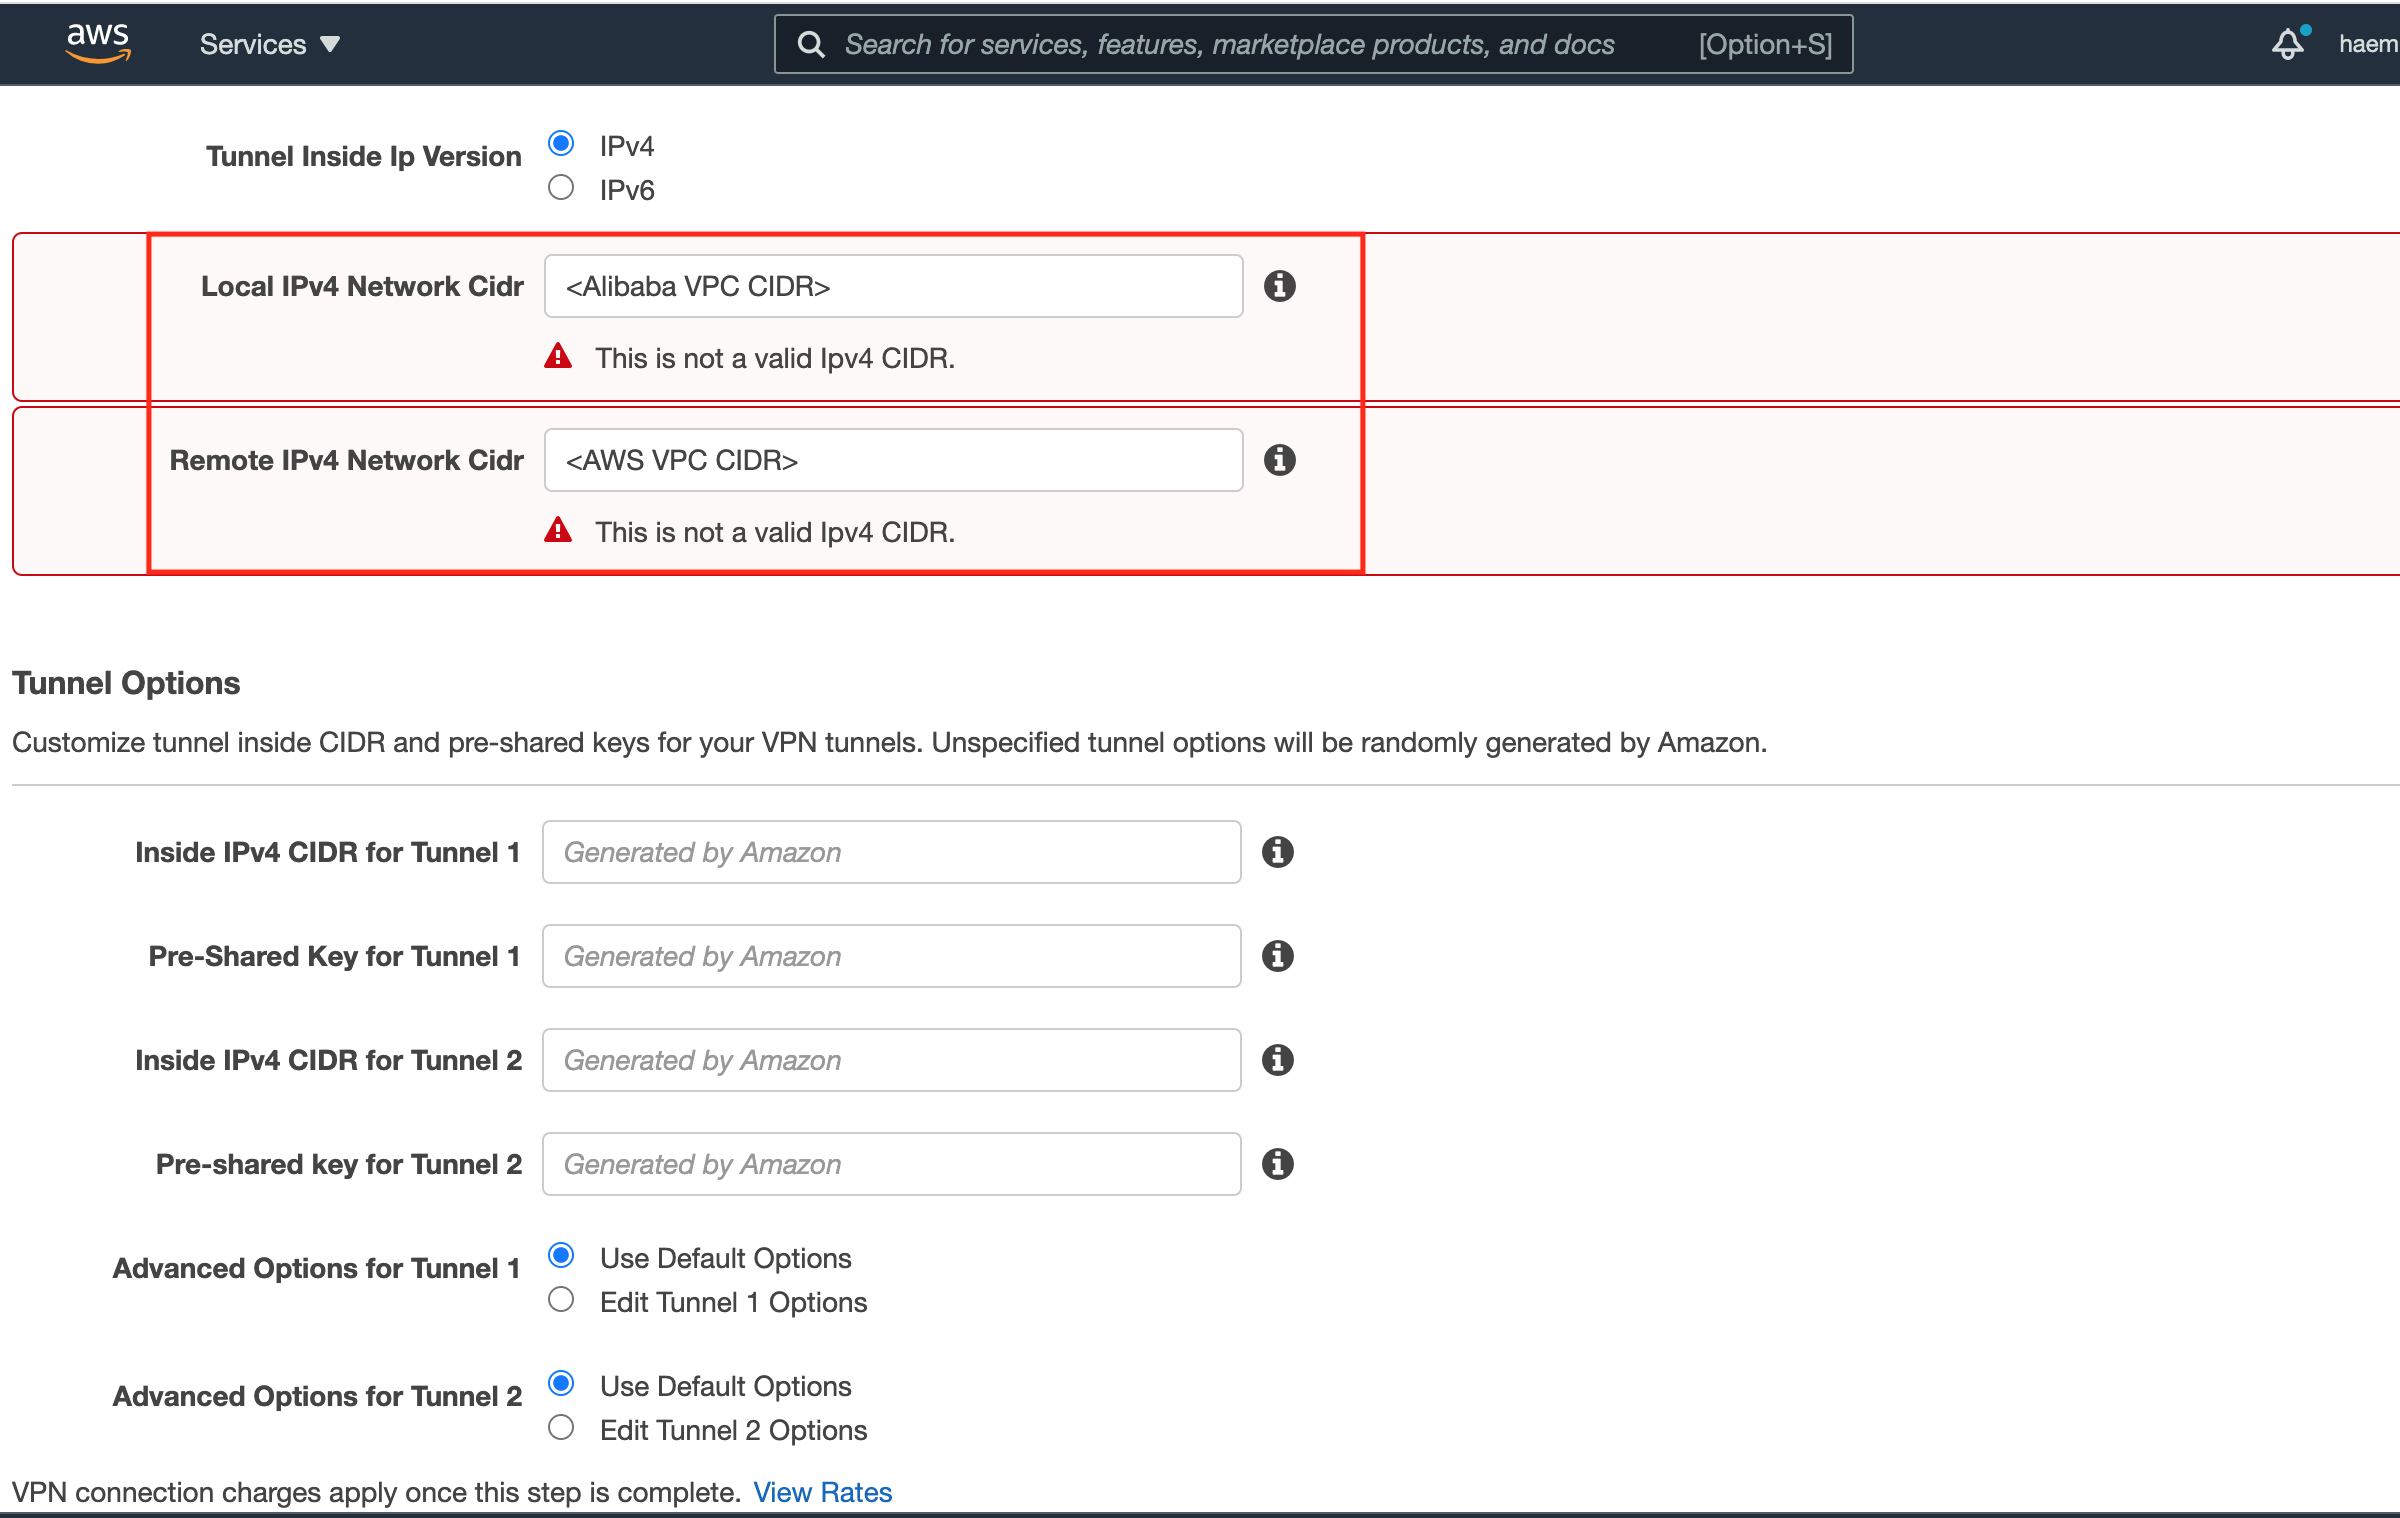 aws Services Search for services, features, marketplace products, and docs [Option+S] haem
Tunnel Inside Ip Version IPv4
IPv6
Local IPv4 Network Cidr <Alibaba VPC CIDR>
This is not a valid Ipv4 CIDR.
Remote IPv4 Network Cidr <AWS VPC CIDR>
This is not a valid Ipv4 CIDR.
Tunnel Options
Customize tunnel inside CIDR and pre-shared keys for your VPN tunnels. Unspecified tunnel options will be randomly generated by Amazon.
Inside IPv4 CIDR for Tunnel 1 Generated by Amazon
Pre-Shared Key for Tunnel 1 Generated by Amazon
Inside IPv4 CIDR for Tunnel 2 Generated by Amazon
Pre-shared key for Tunnel 2 Generated by Amazon
Advanced Options for Tunnel 1 Use Default Options
Edit Tunnel 1 Options
Advanced Options for Tunnel 2 Use Default Options
Edit Tunnel 2 Options
VPN connection charges apply once this step is complete. View Rates